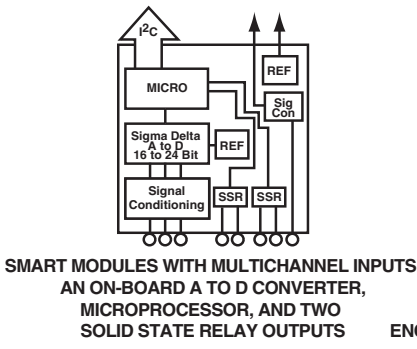 I²C
REF
MICRO
Sig
Con
Sigma Delta
A to D
16 to 24 Bit
REF
Signal
Conditioning
SSR
SSR
SMART MODULES WITH MULTICHANNEL INPUTS
AN ON-BOARD A TO D CONVERTER,
MICROPROCESSOR, AND TWO
SOLID STATE RELAY OUTPUTS